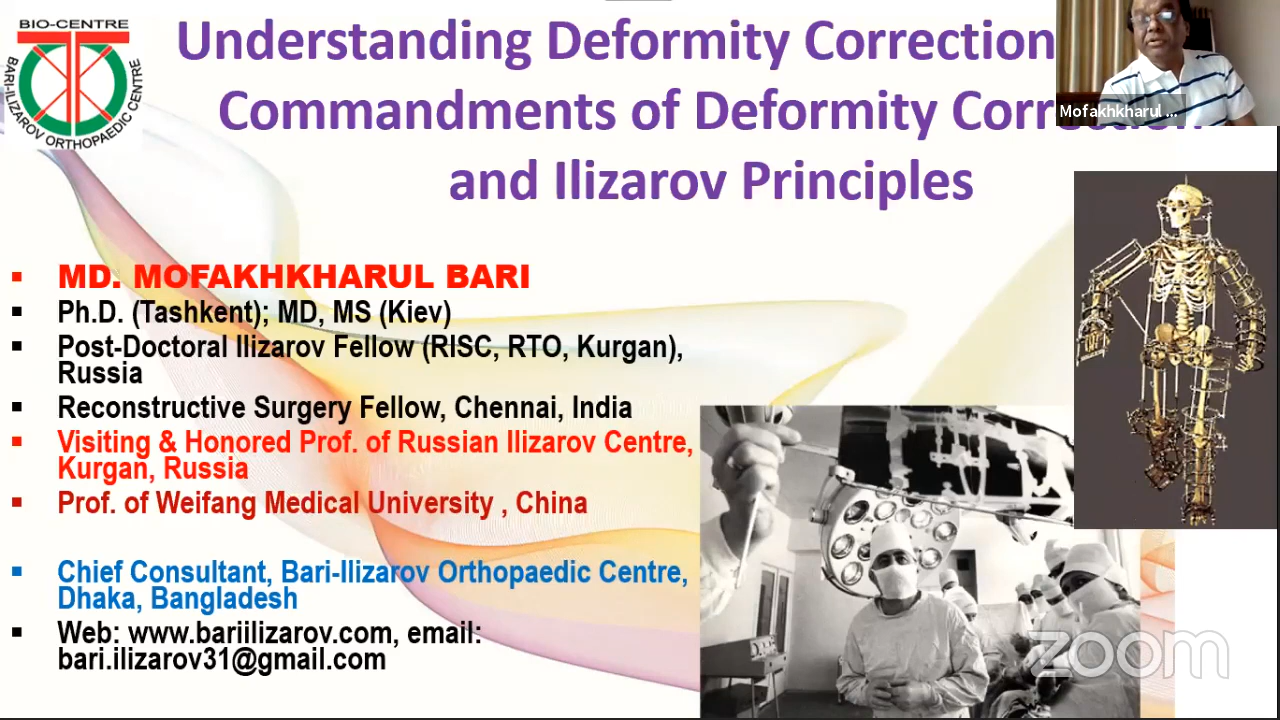 BIO-CENTRE
BARI-ILIZAROV ORTHOPAEDIC CENTRE
Understanding Deformity Correction
Commandments of Deformity
and Ilizarov Principles
Mofakhkharul ...
MD. MOFAKHKHARUL BARI
Ph.D. (Tashkent); MD, MS (Kiev)
Post-Doctoral Ilizarov Fellow (RISC, RTO, Kurgan),
Russia
Reconstructive Surgery Fellow, Chennai, India
Visiting & Honored Prof. of Russian Ilizarov Centre,
Kurgan, Russia
Prof. of Weifang Medical University , China
Chief Consultant, Bari-Ilizarov Orthopaedic Centre,
Dhaka, Bangladesh
Web: www.bariilizarov.com, email:
bari.ilizarov31@gmail.com
zoom